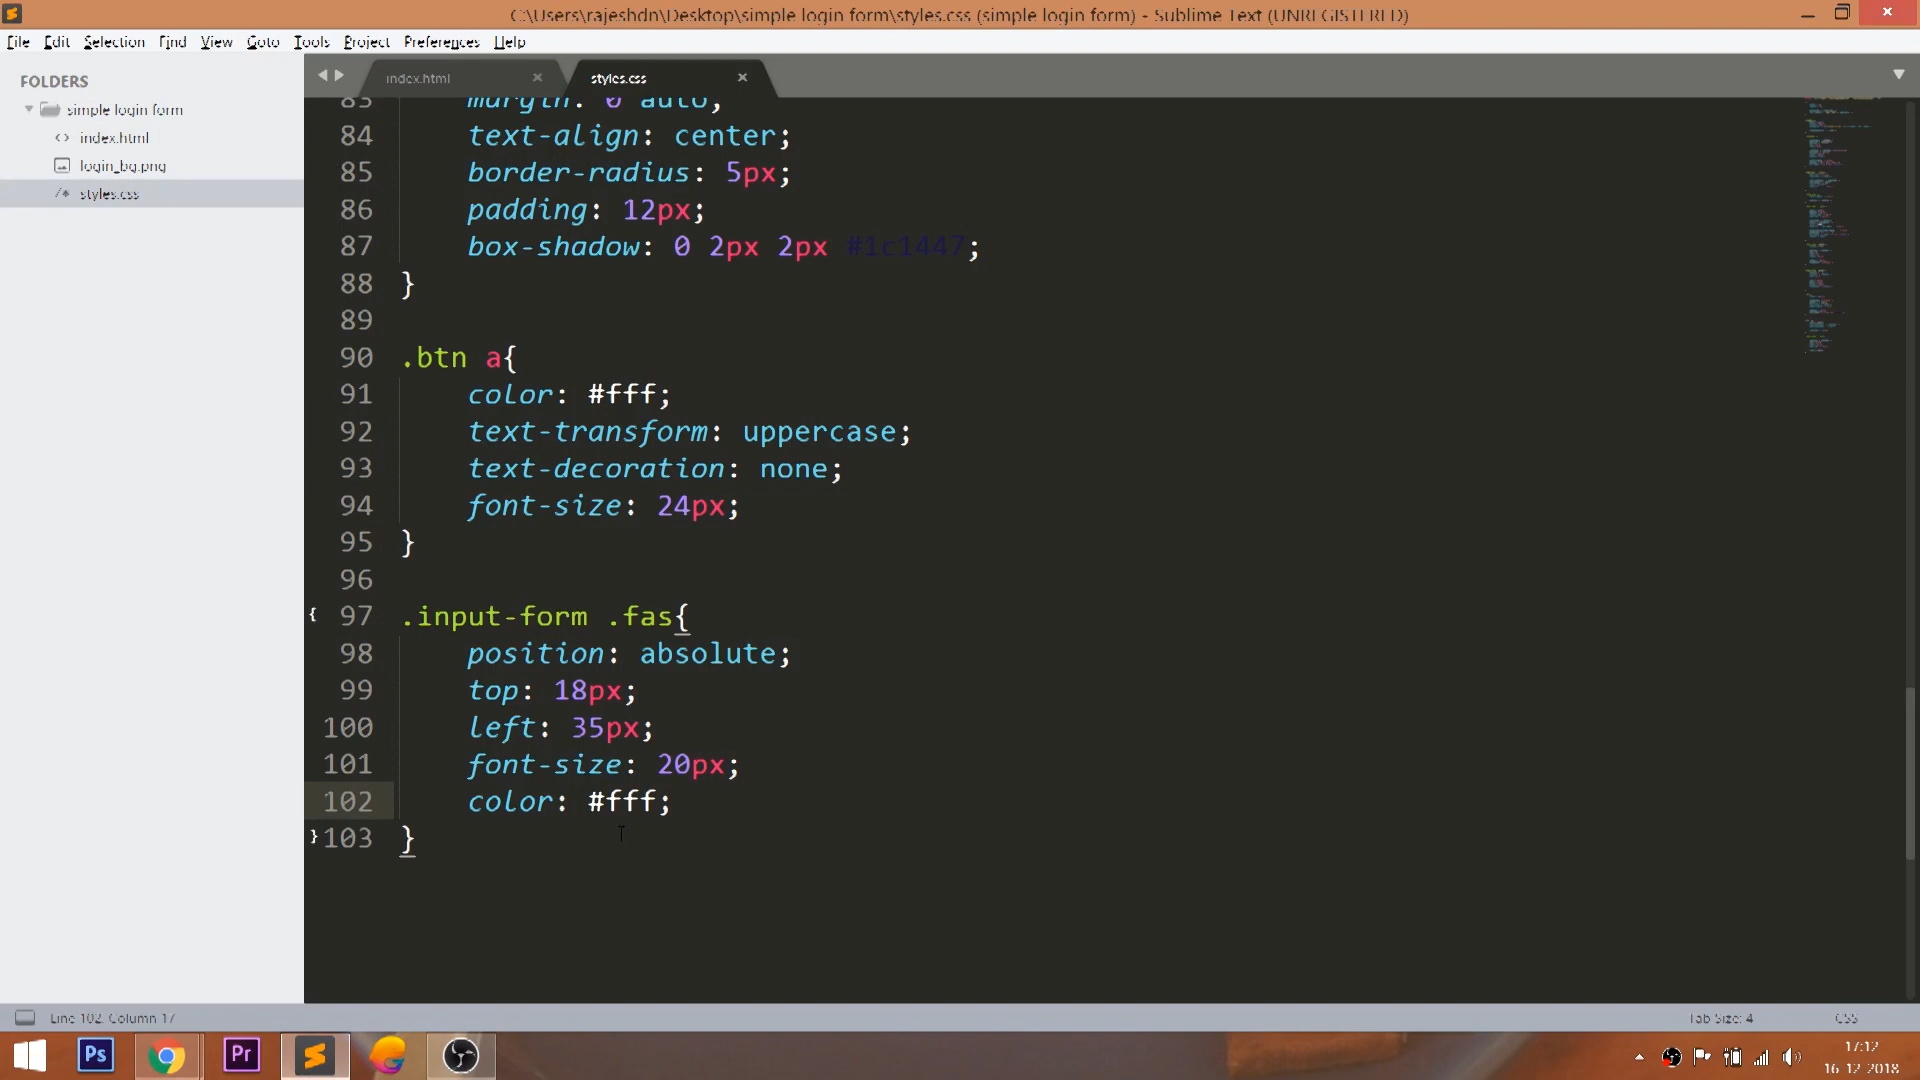 C:\Users\rajeshdn\Desktop\simple login form\styles.css (simple login form) - Sublime Text (UNREGISTERED)
File Edit Selection Find View Goto Tools Project Preferences Help
FOLDERS
simple login form
index.html
login_bg.png
styles.css
index.html
styles.css
83 margin: 0 auto;
84 text-align: center;
85 border-radius: 5px;
86 padding: 12px;
87 box-shadow: 0 2px 2px #1c1447;
88 }
89
90 .btn a{
91 color: #fff;
92 text-transform: uppercase;
93 text-decoration: none;
94 font-size: 24px;
95 }
96
97 .input-form .fas{
98 position: absolute;
99 top: 18px;
100 left: 35px;
101 font-size: 20px;
102 color: #fff;
103 }
Line 102, Column 17
Tab Size: 4
CSS
Ps
Pr
17:12
16-12-2018